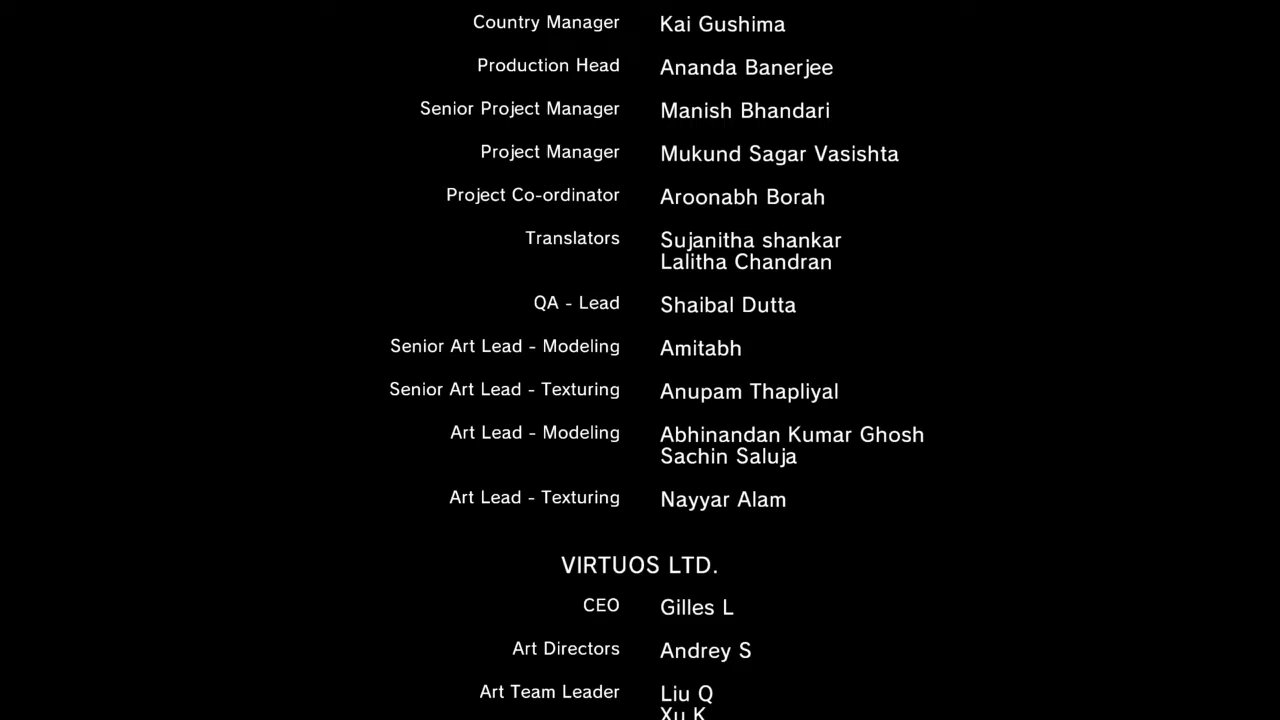 Country Manager Kai Gushima
Production Head Ananda Banerjee
Senior Project Manager Manish Bhandari
Project Manager Mukund Sagar Vasishta
Project Co-ordinator Aroonabh Borah
Translators Sujanitha shankar
Lalitha Chandran
QA - Lead Shaibal Dutta
Senior Art Lead - Modeling Amitabh
Senior Art Lead - Texturing Anupam Thapliyal
Art Lead - Modeling Abhinandan Kumar Ghosh
Sachin Saluja
Art Lead - Texturing Nayyar Alam
VIRTUOS LTD.
CEO Gilles L
Art Directors Andrey S
Art Team Leader Liu Q
Xu K